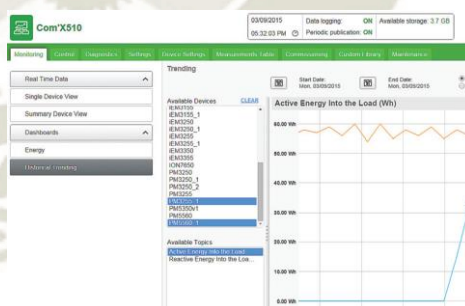 Com'X510
03/09/2015
05:32:03 PM
Data logging: ON
Periodic publication: ON
Available storage: 3.7 GB
Monitoring Control Diagnostics Settings Device Settings Measurements Table Commissioning Custom Library Maintenance
Real Time Data
Single Device View
Summary Device View
Dashboards
Energy
Historical Trending
Trending
Start Date:
Mon, 03/09/2015
End Date:
Mon, 03/09/2015
Available Devices CLEAR
iEM3155
iEM3155_1
iEM3250
iEM3250_1
iEM3255
iEM3255_1
iEM3350
iEM3355
ION7650
PM3250
PM3250_1
PM3250_2
PM3255
PM3255_1
PM5350v1
PM5560
PM5560_1
Available Topics
Active Energy Into the Load
Reactive Energy Into the Loa...
Active Energy Into the Load (Wh)
60.00 Wh
50.00 Wh
40.00 Wh
30.00 Wh
20.00 Wh
10.00 Wh
0.00 Wh